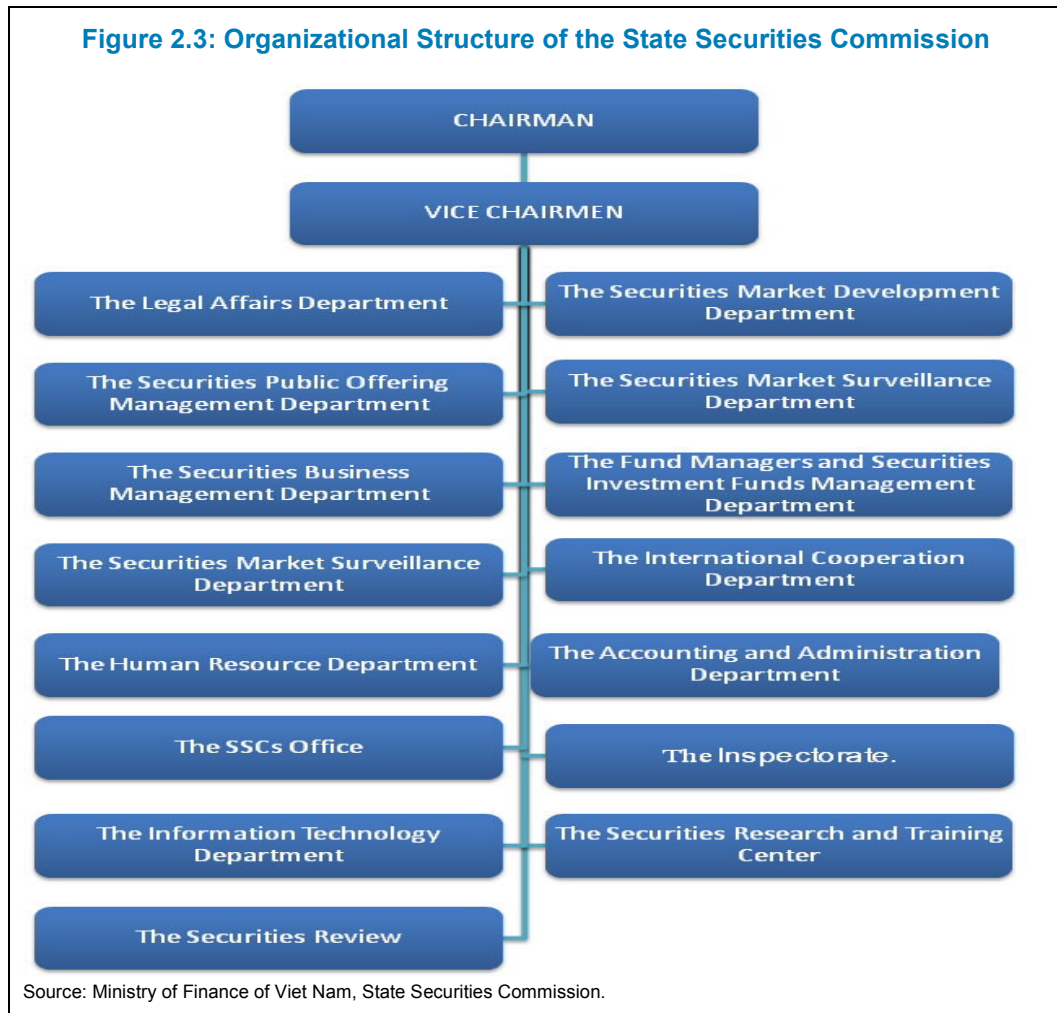 Figure 2.3: Organizational Structure of the State Securities Commission
CHAIRMAN
VICE CHAIRMEN
The Legal Affairs Department
The Securities Market Development
Department
The Securities Public Offering
Management Department
The Securities Market Surveillance
Department
The Securities Business
Management Department
The Fund Managers and Securities
Investment Funds Management
Department
The Securities Market Surveillance
Department
The International Cooperation
Department
The Human Resource Department
The Accounting and Administration
Department
The SSCs Office
The Inspectorate.
The Information Technology
Department
The Securities Research and Training
Center
The Securities Review
Source: Ministry of Finance of Viet Nam, State Securities Commission.